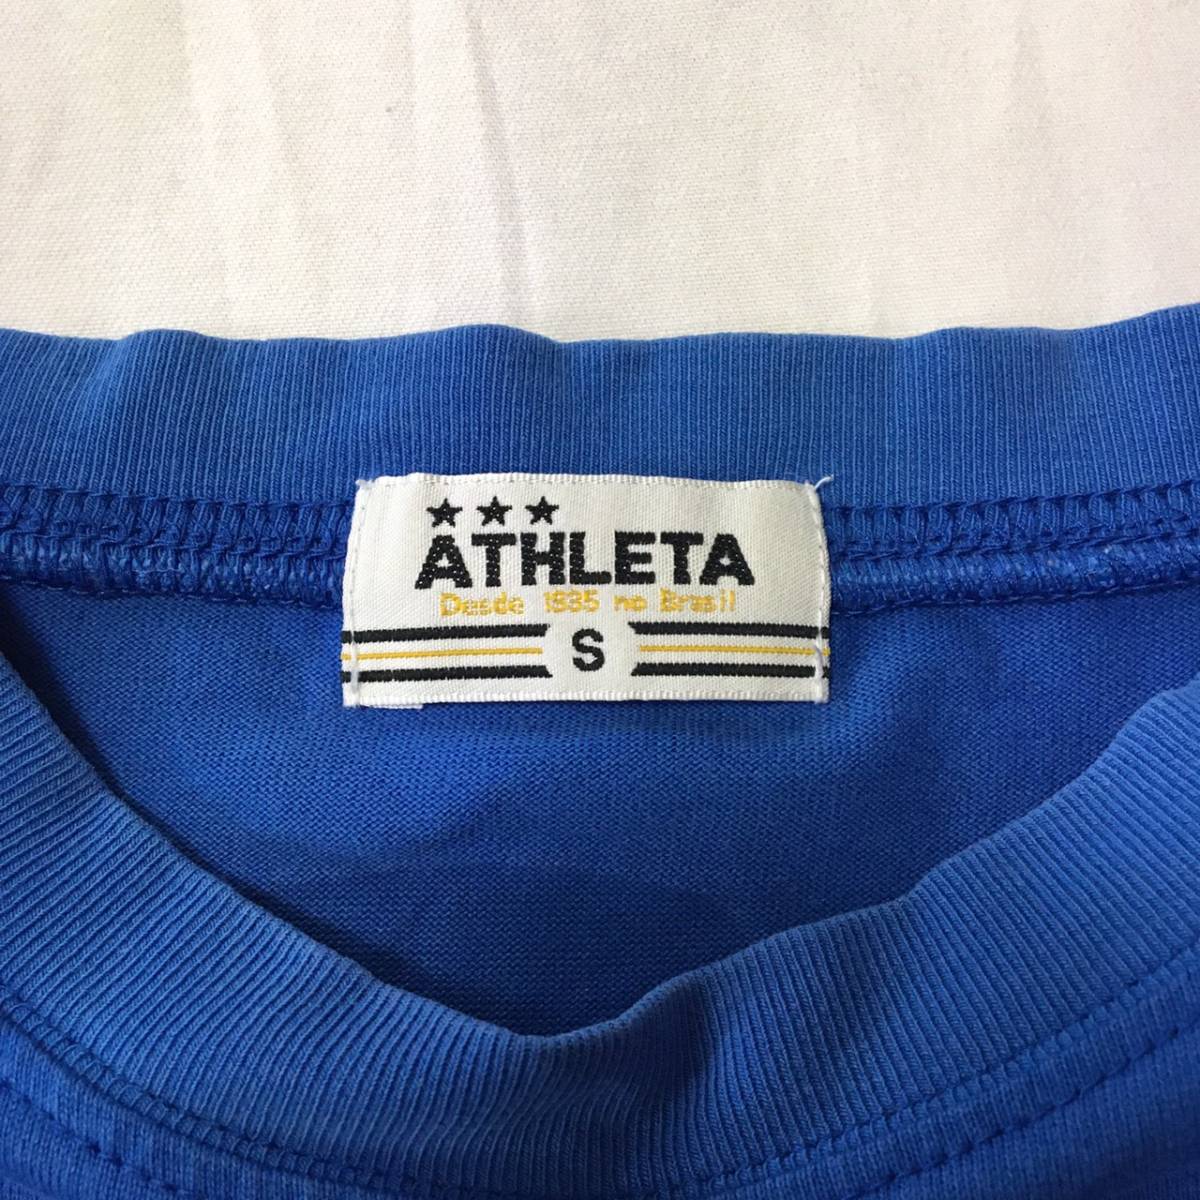 ★★★
ATHLETA
Desde 1935 no Brasil
S